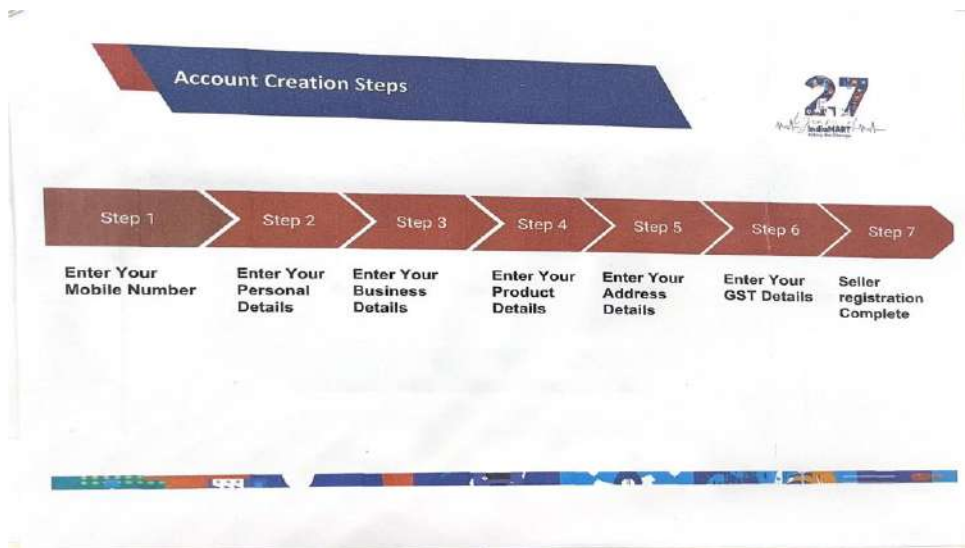 Account Creation Steps
27
IndiaMART
Step 1
Step 2
Step 3
Step 4
Step 5
Step 6
Step 7
Enter Your
Mobile Number
Enter Your
Personal
Details
Enter Your
Business
Details
Enter Your
Product
Details
Enter Your
Address
Details
Enter Your
GST Details
Seller
registration
Complete